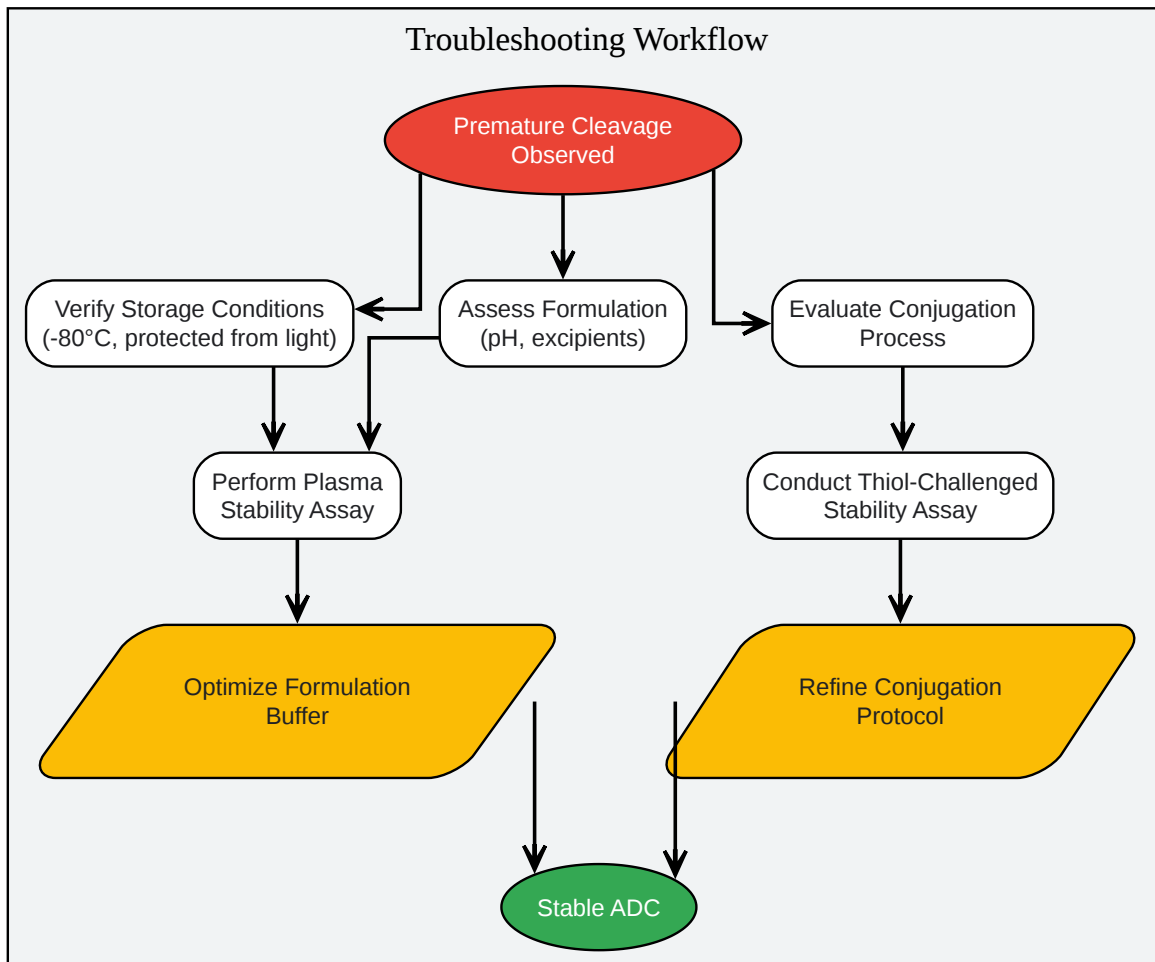 Troubleshooting Workflow
Premature Cleavage
Observed
Verify Storage Conditions
(-80°C, protected from light)
Assess Formulation
(pH, excipients)
Evaluate Conjugation
Process
Perform Plasma
Stability Assay
Conduct Thiol-Challenged
Stability Assay
Optimize Formulation
Buffer
Refine Conjugation
Protocol
Stable ADC